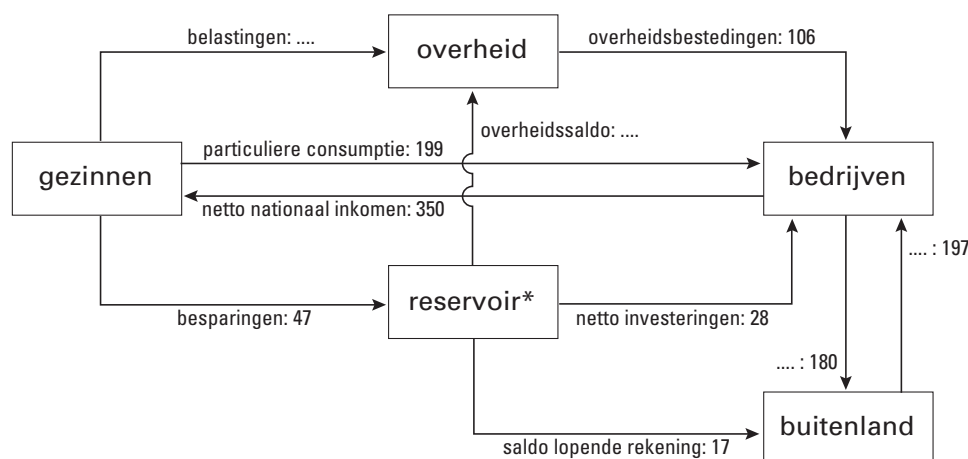 belastingen: ....
overheid
overheidsbestedingen: 106
overheidssaldo: ....
gezinnen
particuliere consumptie: 199
bedrijven
netto nationaal inkomen: 350
.... : 197
reservoir*
besparingen: 47
netto investeringen: 28
.... : 180
buitenland
saldo lopende rekening: 17